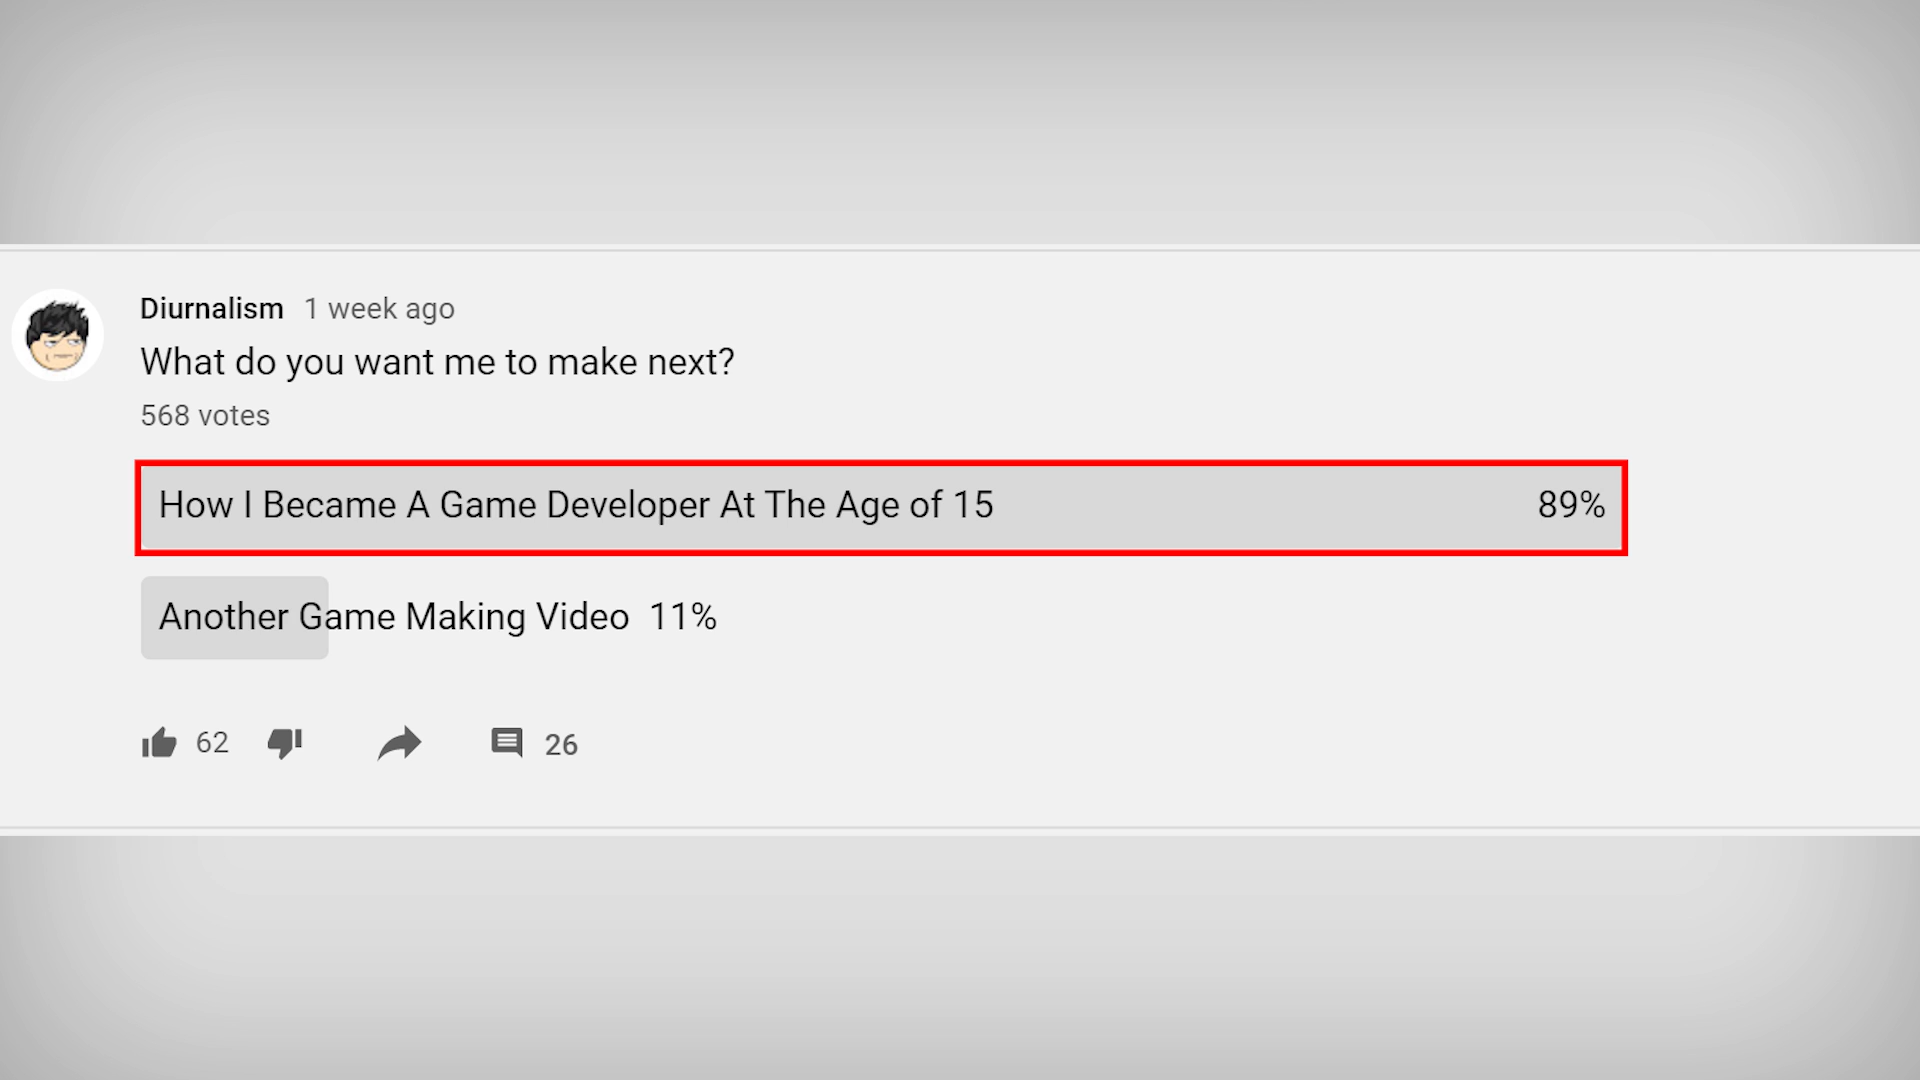 Diurnalism 1 week ago
What do you want me to make next?
568 votes
How I Became A Game Developer At The Age of 15 89%
Another Game Making Video 11%
62 26